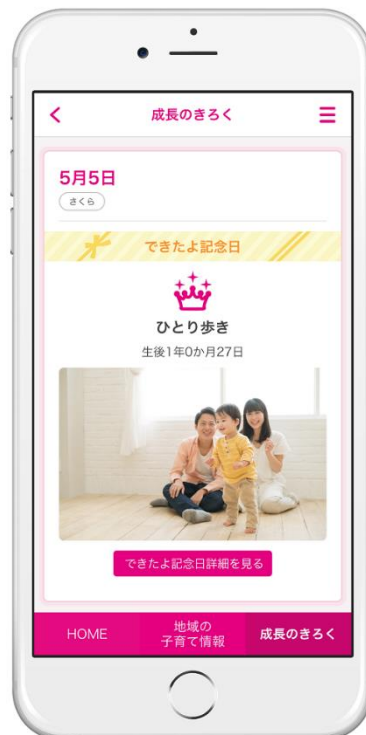 成長のきろく
5月5日
さくら
できたよ記念日
ひとり歩き
生後1年0か月27日
できたよ記念日詳細を見る
HOME
地域の
子育て情報
成長のきろく